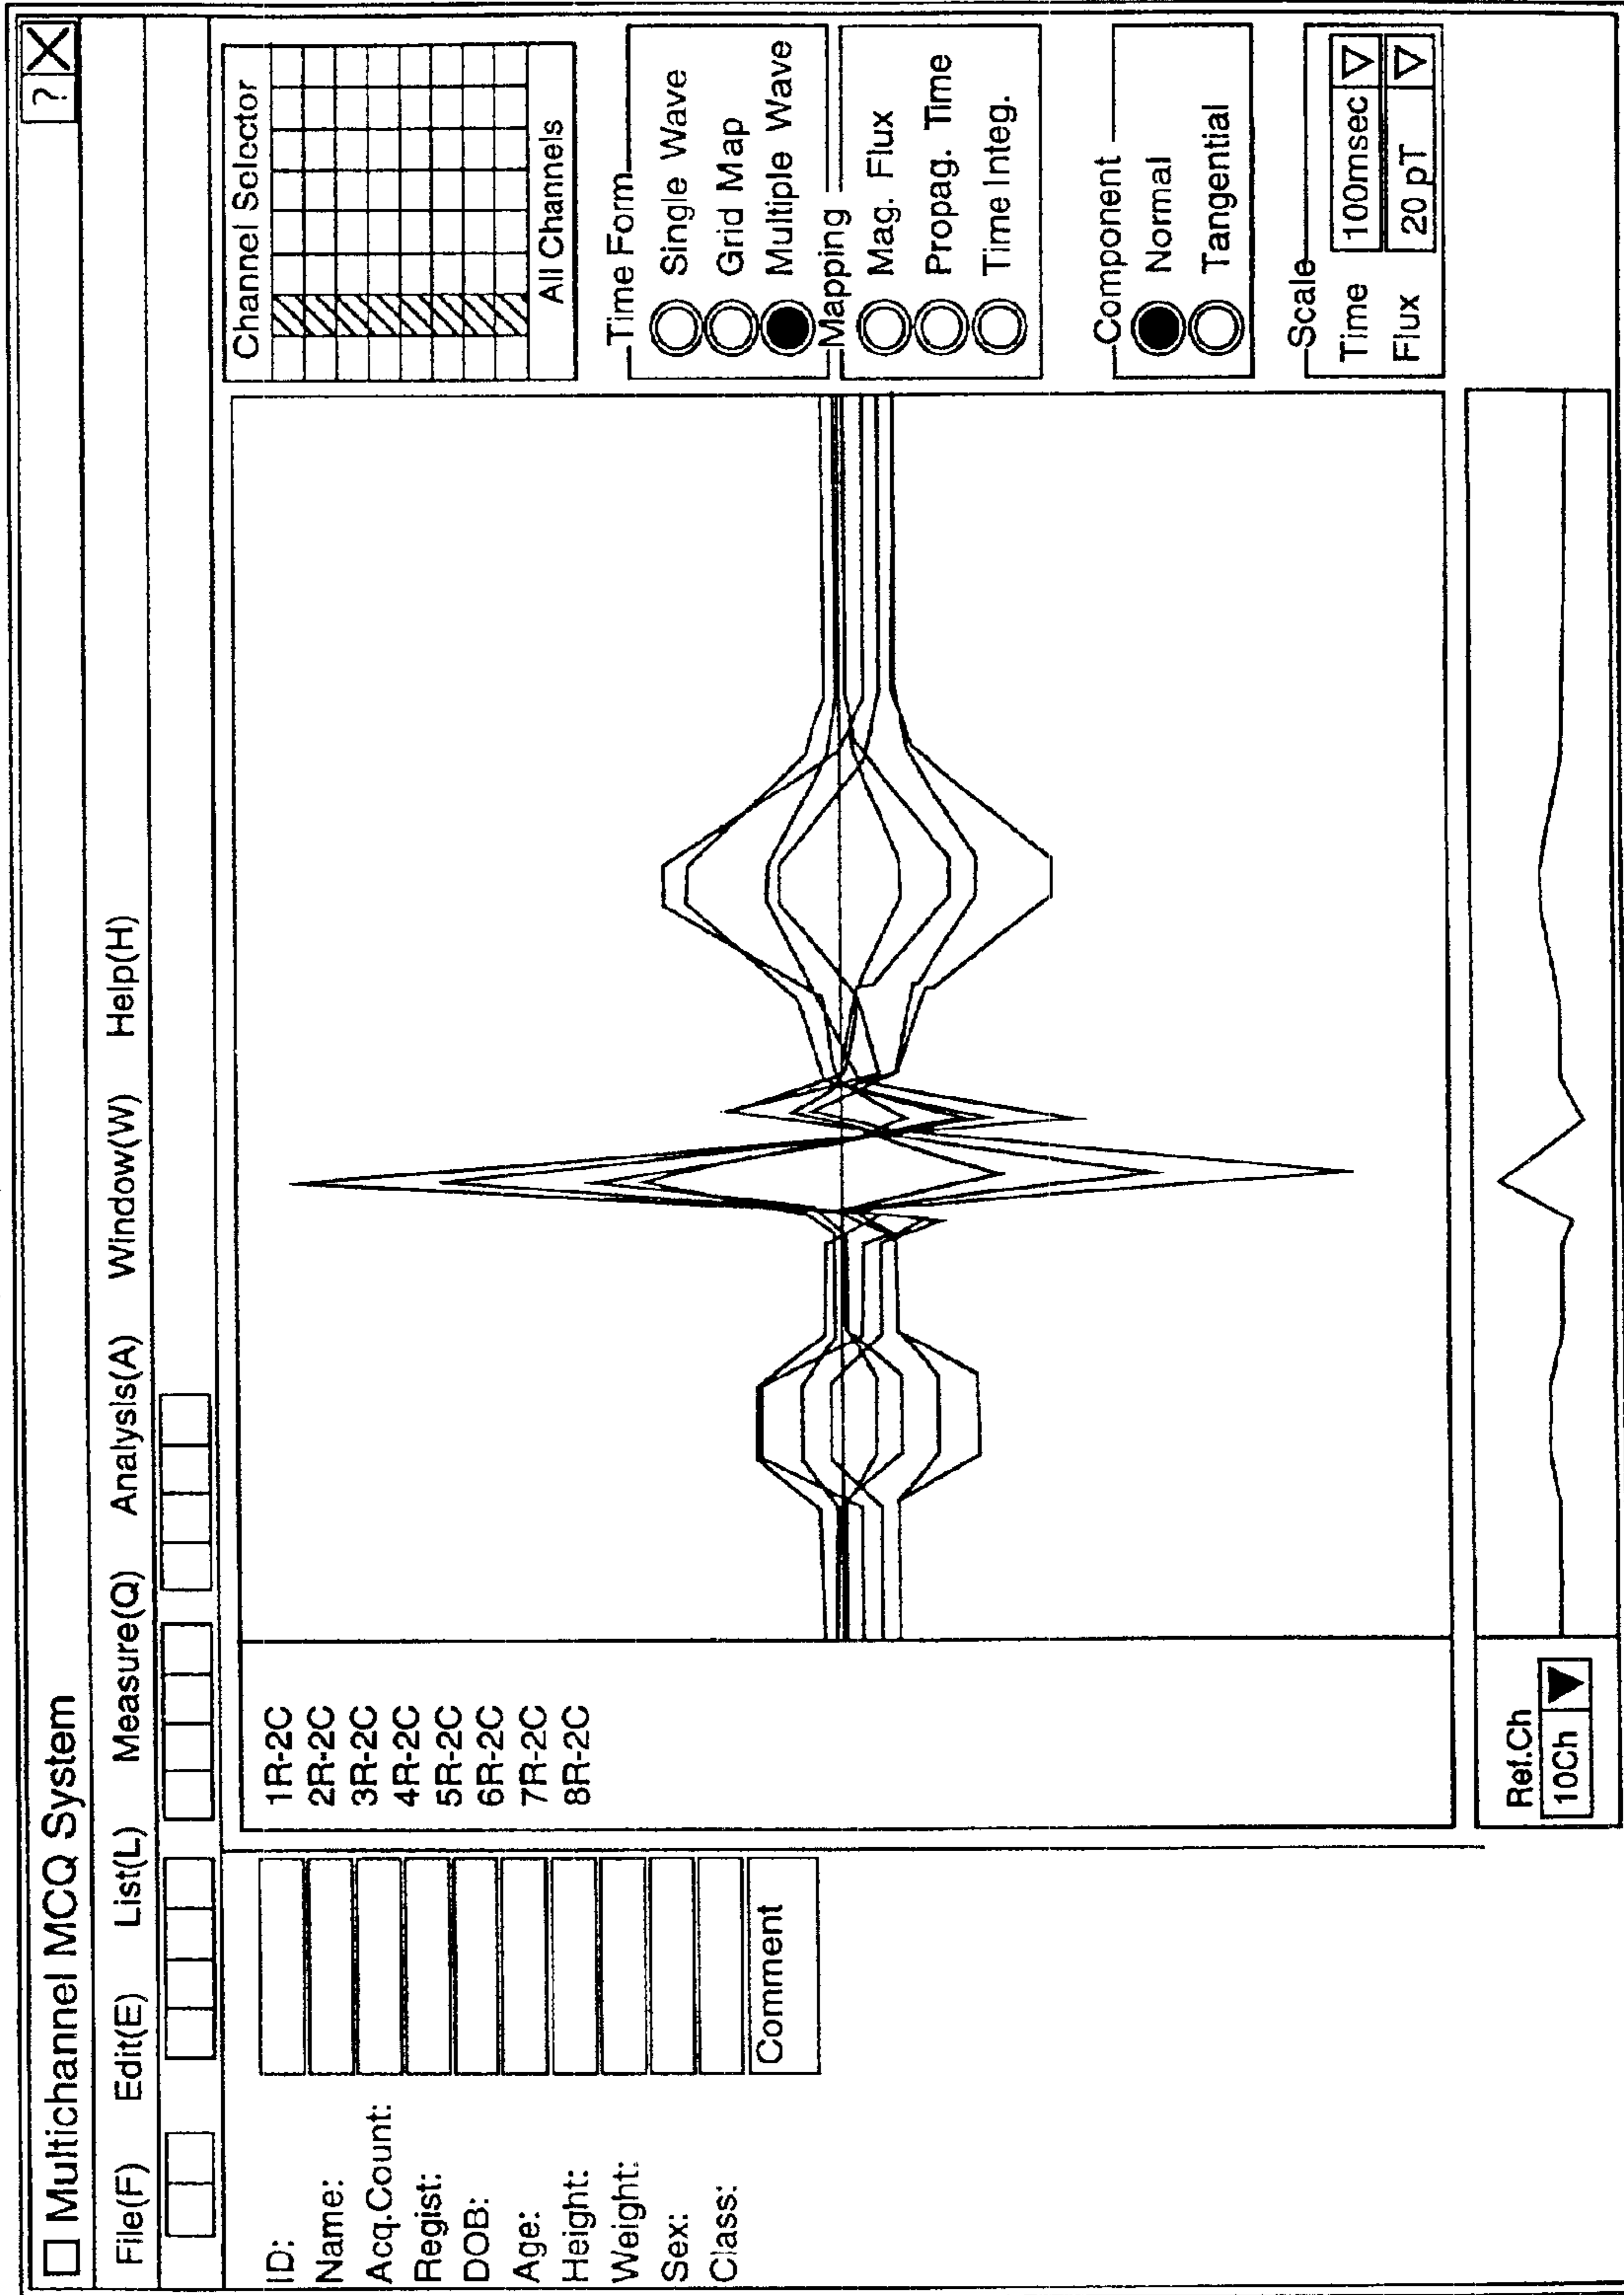 Multichannel MCQ System
? X
File(F) Edit(E) List(L) Measure(Q) Analysis(A) Window(W) Help(H)
ID:
Name:
Acq.Count:
Regist:
DOB:
Age:
Height:
Weight:
Sex:
Class:
Comment
1R-2C
2R-2C
3R-2C
4R-2C
5R-2C
6R-2C
7R-2C
8R-2C
Ref.Ch
10Ch
Channel Selector
All Channels
Time Form
Single Wave
Grid Map
Multiple Wave
Mapping
Mag. Flux
Propag. Time
Time Integ.
Component
Normal
Tangential
Scale
Time 100msec
Flux 20 pT